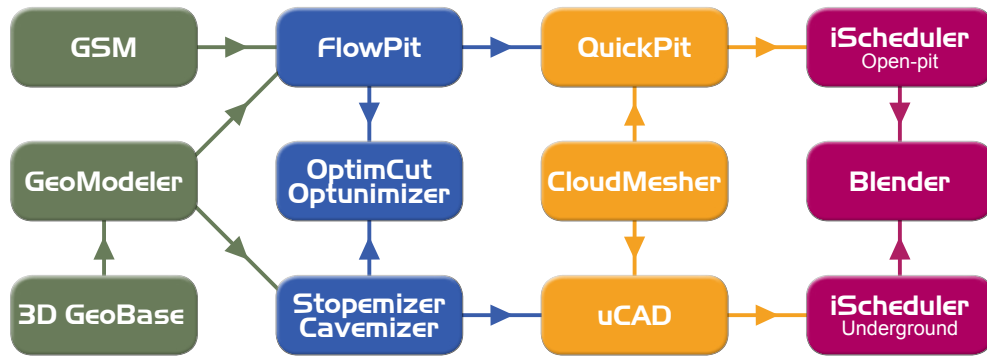 GSM
FlowPit
QuickPit
iScheduler
Open-pit
GeoModeler
OptimCut
Optunimizer
CloudMesher
Blender
3D GeoBase
Stopemizer
Cavemizer
uCAD
iScheduler
Underground